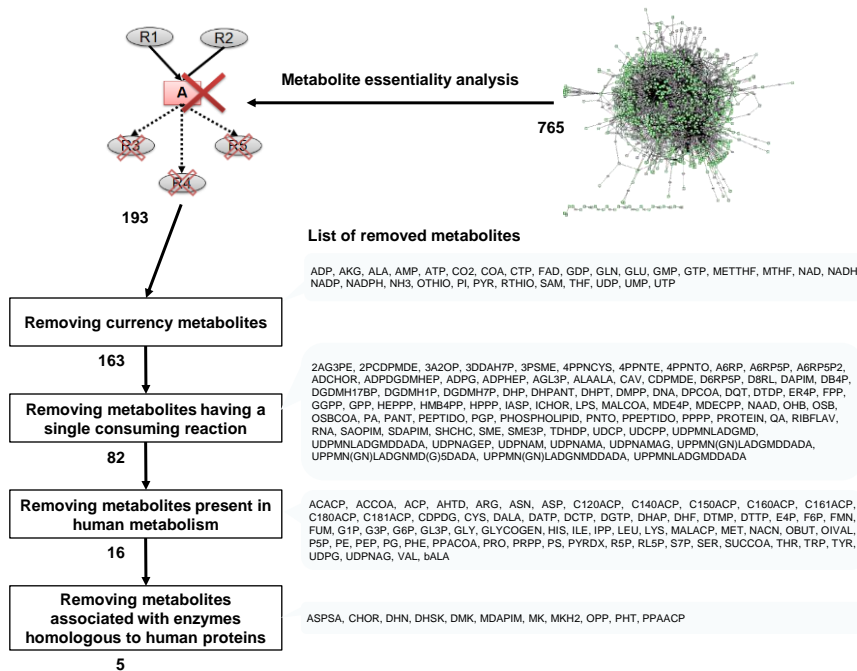 R1
R2
A
R3
R5
R4
Metabolite essentiality analysis
765
193
List of removed metabolites
ADP, AKG, ALA, AMP, ATP, CO2, COA, CTP, FAD, GDP, GLN, GLU, GMP, GTP, METTHF, MTHF, NAD, NADH
NADP, NADPH, NH3, OTHIO, PI, PYR, RTHIO, SAM, THF, UDP, UMP, UTP
Removing currency metabolites
163
2AG3PE, 2PCDPMDE, 3A2OP, 3DDAH7P, 3PSME, 4PPNCYS, 4PPNTE, 4PPNTO, A6RP, A6RP5P, A6RP5P2,
ADCHOR, ADPDGDMHEP, ADPG, ADPHEP, AGL3P, ALAALA, CAV, CDPMDE, D6RP5P, D8RL, DAPIM, DB4P,
DGDMH17BP, DGDMH1P, DGDMH7P, DHP, DHPANT, DHPT, DMPP, DNA, DPCOA, DQT, DTDP, ER4P, FPP,
GGPP, GPP, HEPPP, HMB4PP, HPPP, IASP, ICHOR, LPS, MALCOA, MDE4P, MDECPP, NAAD, OHB, OSB,
OSBCOA, PA, PANT, PEPTIDO, PGP, PHOSPHOLIPID, PNTO, PPEPTIDO, PPPP, PROTEIN, QA, RIBFLAV,
RNA, SAOPIM, SDAPIM, SHCHC, SME, SME3P, TDHDP, UDCP, UDCPP, UDPMNLADGMD,
UDPMNLADGMDDADA, UDPNAGEP, UDPNAM, UDPNAMA, UDPNAMAG, UPPMN(GN)LADGMDDADA,
UPPMN(GN)LADGNMD(G)5DADA, UPPMN(GN)LADGNMDDADA, UPPMNLADGMDDADA
Removing metabolites having a
single consuming reaction
82
ACACP, ACCOA, ACP, AHTD, ARG, ASN, ASP, C120ACP, C140ACP, C150ACP, C160ACP, C161ACP,
C180ACP, C181ACP, CDPDG, CYS, DALA, DATP, DCTP, DGTP, DHAP, DHF, DTMP, DTTP, E4P, F6P, FMN,
FUM, G1P, G3P, G6P, GL3P, GLY, GLYCOGEN, HIS, ILE, IPP, LEU, LYS, MALACP, MET, NACN, OBUT, OIVAL,
P5P, PE, PEP, PG, PHE, PPACOA, PRO, PRPP, PS, PYRDX, R5P, RL5P, S7P, SER, SUCCOA, THR, TRP, TYR,
UDPG, UDPNAG, VAL, bALA
Removing metabolites present in
human metabolism
16
Removing metabolites
associated with enzymes
homologous to human proteins
ASPSA, CHOR, DHN, DHSK, DMK, MDAPIM, MK, MKH2, OPP, PHT, PPAACP
5